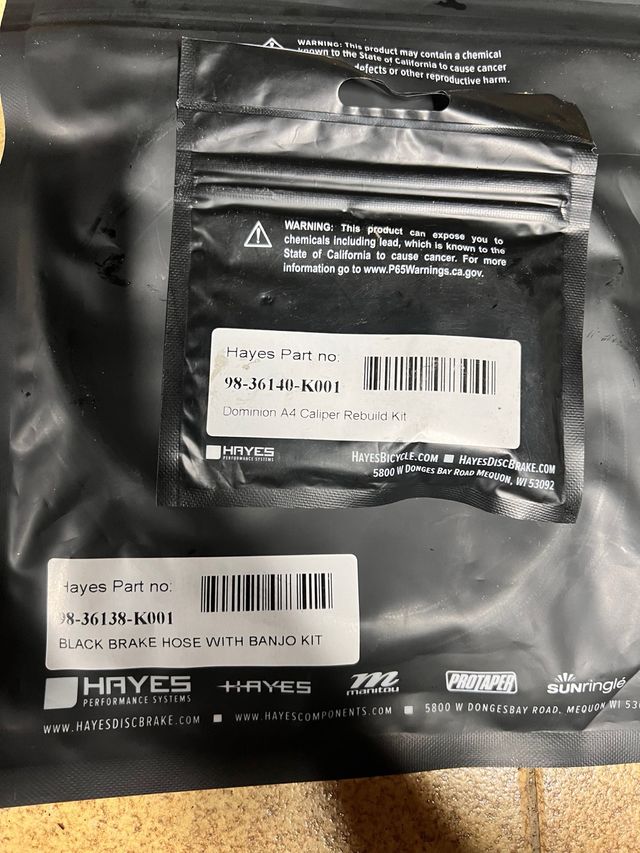 WARNING: This product may contain a chemical
known to the State of California to cause cancer
defects or other reproductive harm.
WARNING: This product can expose you to
chemicals including lead, which is known to the
State of California to cause cancer. For more
information go to www.P65Warnings.ca.gov.
Hayes Part no:
98-36140-K001
Dominion A4 Caliper Rebuild Kit
HAYES
PERFORMANCE SYSTEMS
HAYESBICYCLE.COM HAYESDISCBRAKE.COM
5800 W DONGES BAY ROAD MEQUON, WI 53092
Hayes Part no:
98-36138-K001
BLACK BRAKE HOSE WITH BANJO KIT
HAYES
PERFORMANCE SYSTEMS
HAYES
manitou
PROTAPER
SUNringlé
WWW.HAYESDISCBRAKE.COM WWW.HAYESCOMPONENTS.COM 5800 W DONGESBAY ROAD. MEQUON WI 53